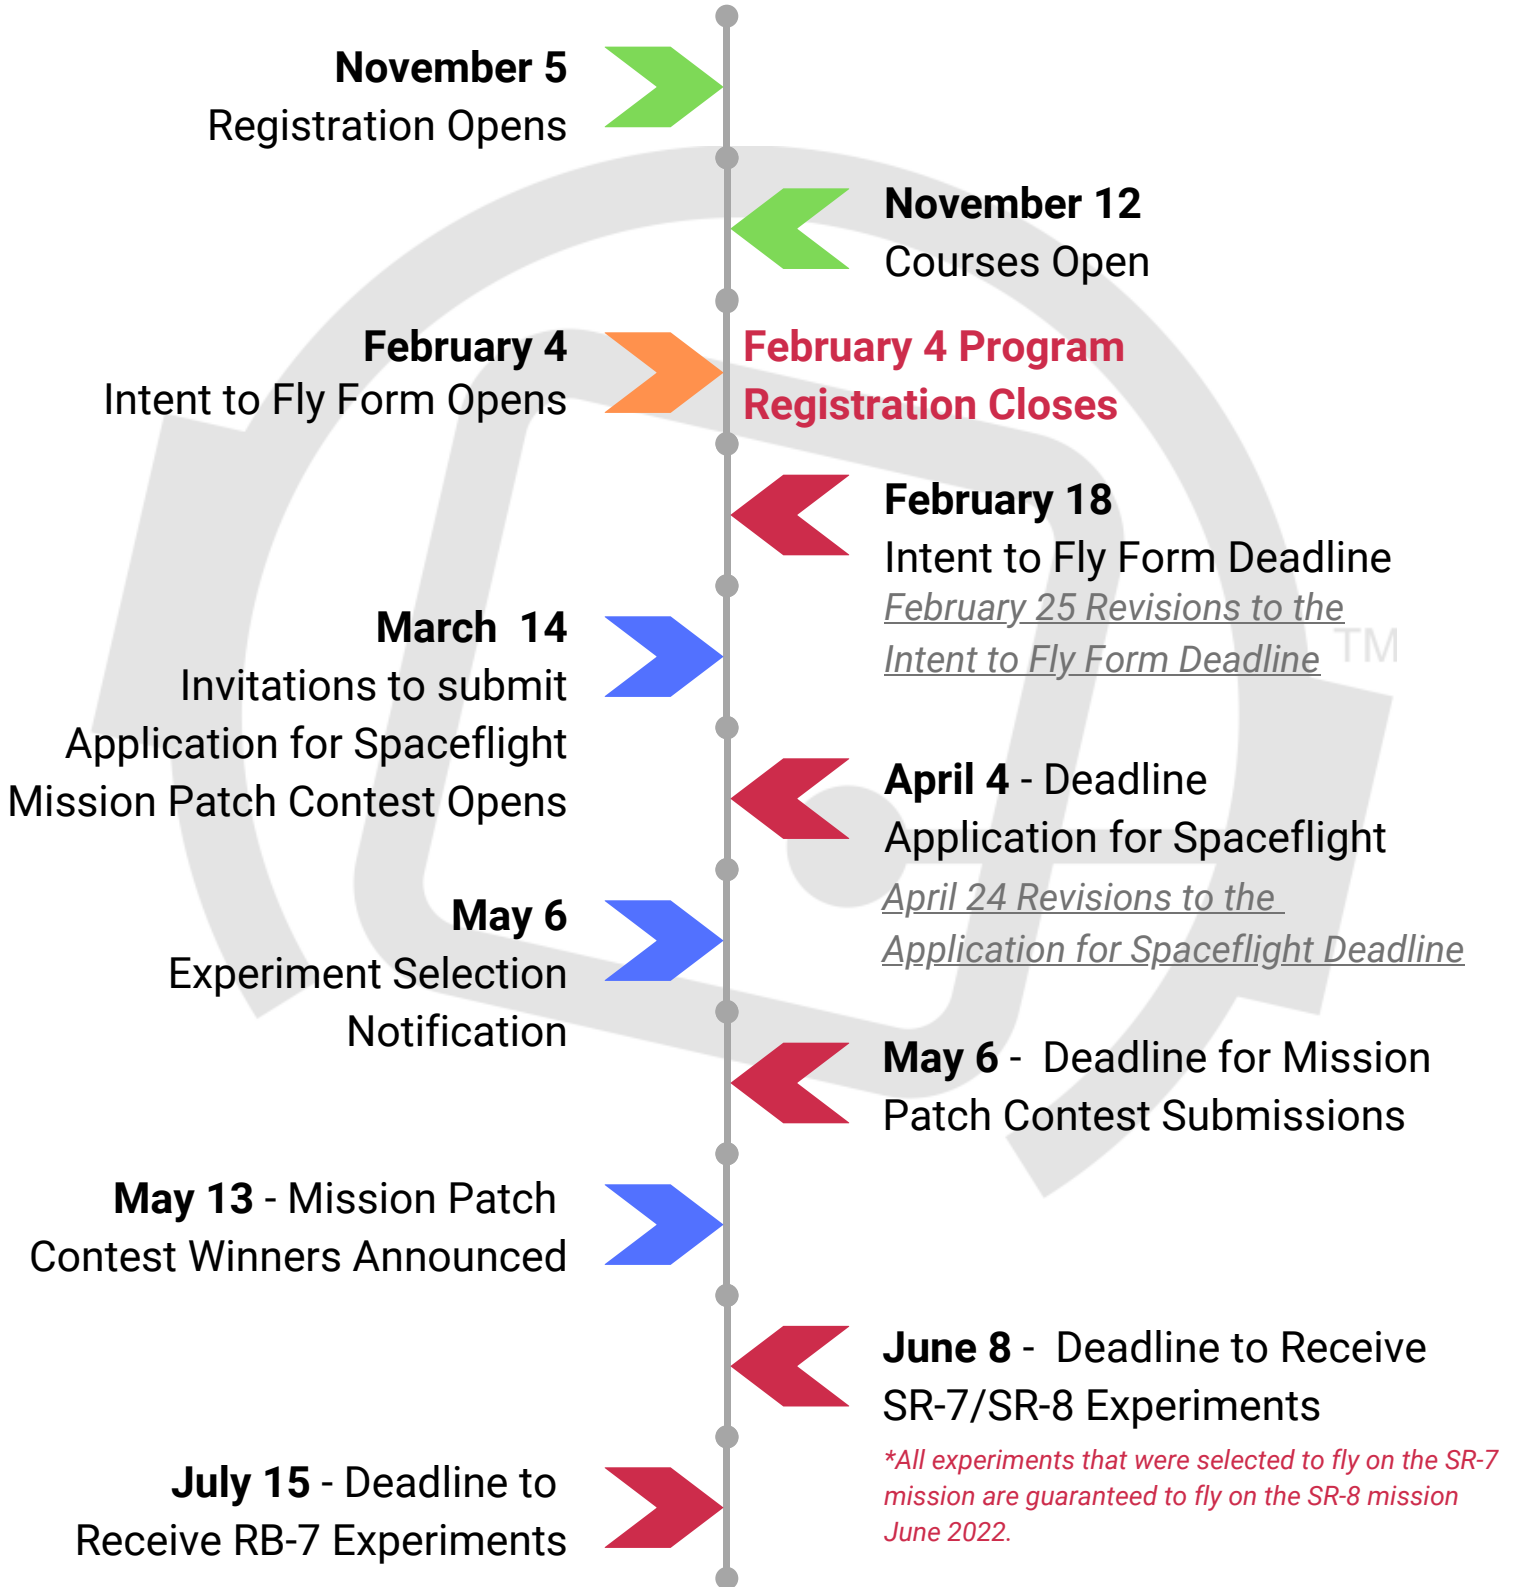 November 5
Registration Opens
November 12
Courses Open
February 4
Intent to Fly Form Opens
February 4 Program
Registration Closes
February 18
Intent to Fly Form Deadline
February 25 Revisions to the
Intent to Fly Form Deadline
TM
March  14
Invitations to submit
Application for Spaceflight
Mission Patch Contest Opens
April 4 - Deadline
Application for Spaceflight
April 24 Revisions to the
Application for Spaceflight Deadline
May 6
Experiment Selection
Notification
May 6 -  Deadline for Mission
Patch Contest Submissions
May 13 - Mission Patch
Contest Winners Announced
June 8 -  Deadline to Receive
SR-7/SR-8 Experiments
*All experiments that were selected to fly on the SR-7
mission are guaranteed to fly on the SR-8 mission
June 2022.
July 15 - Deadline to
Receive RB-7 Experiments